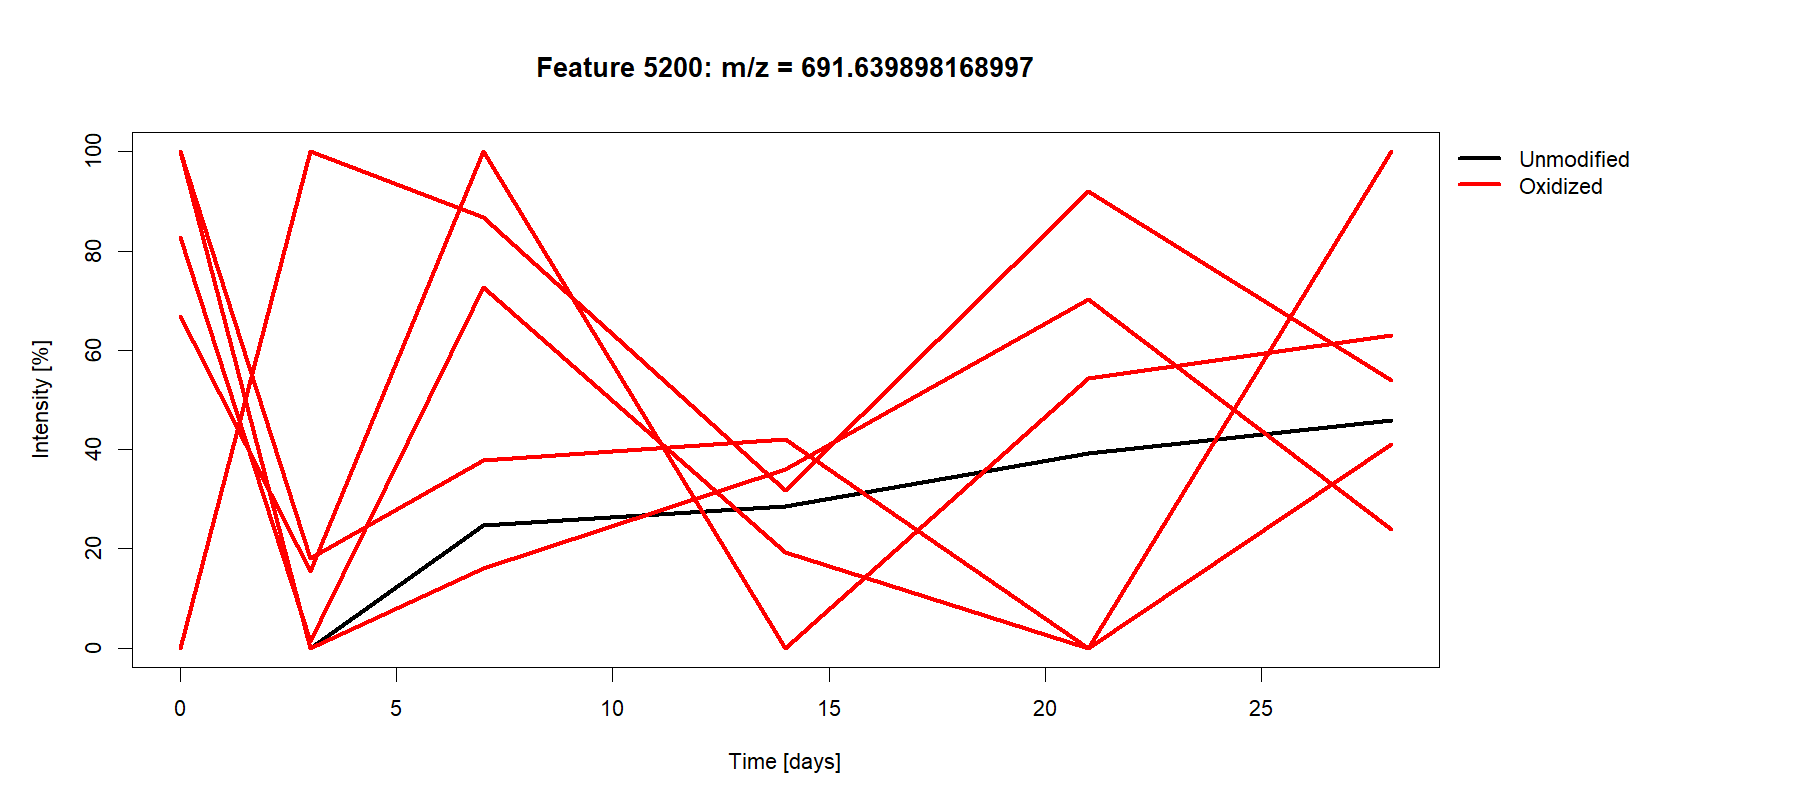 Feature 5200: m/z = 691.639898168997
Unmodified
Oxidized
100
80
60
40
20
0
Intensity [%]
0 5 10 15 20 25
Time [days]